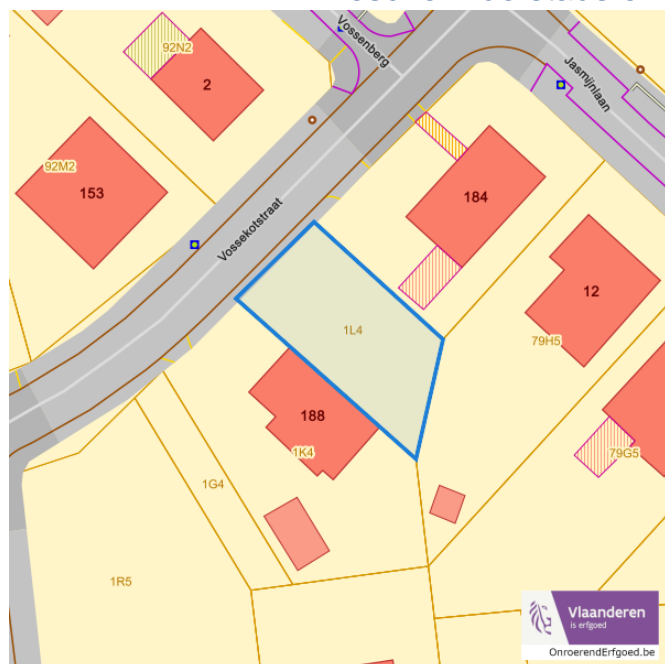 Vossenberg
92N2
2
Jasmijnlaan
92M2
153
184
Vossekotstraat
12
1L4
79H5
188
1K4
79G5
1G4
1R5
Vlaanderen
is erfgoed
OnroerendErfgoed.be